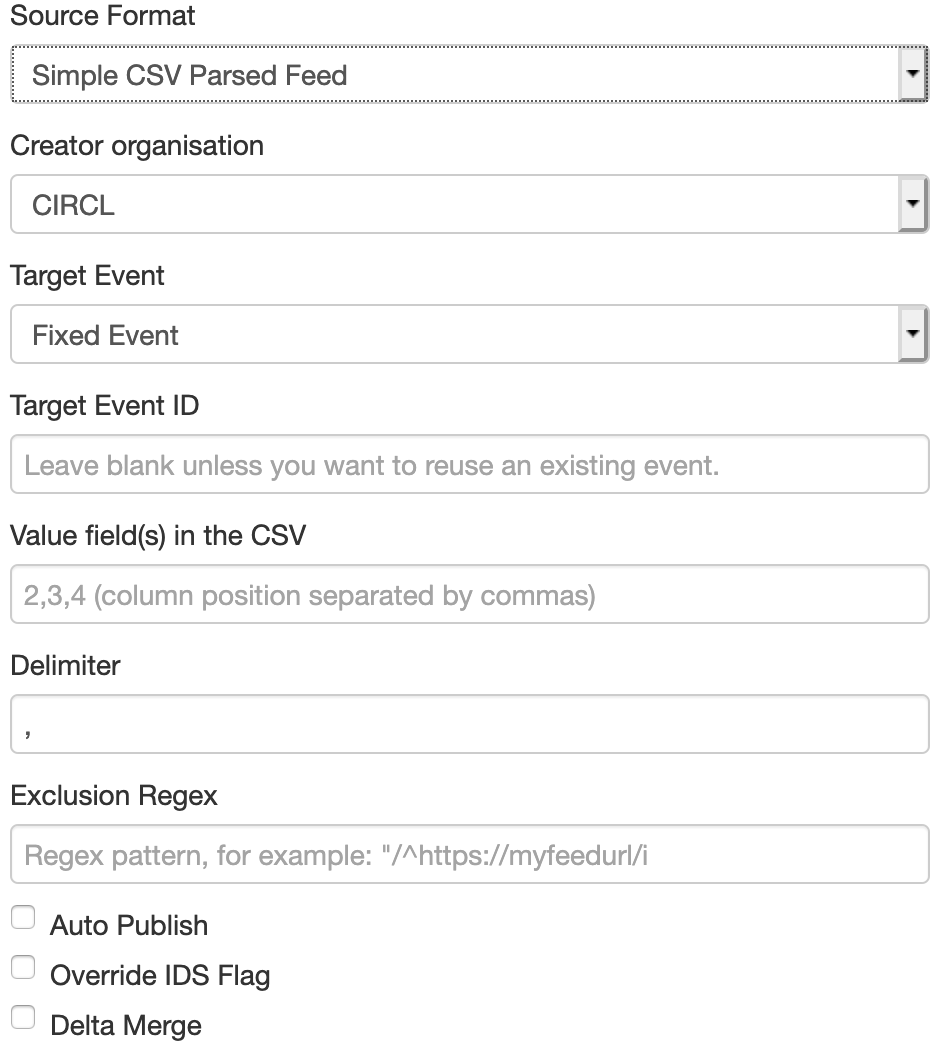 Source Format
Simple CSV Parsed Feed
Creator organisation
CIRCL
Target Event
Fixed Event
Target Event ID
Leave blank unless you want to reuse an existing event.
Value field(s) in the CSV
2,3,4 (column position separated by commas)
Delimiter
,
Exclusion Regex
Regex pattern, for example: "/^https://myfeedurl/i
Auto Publish
Override IDS Flag
Delta Merge